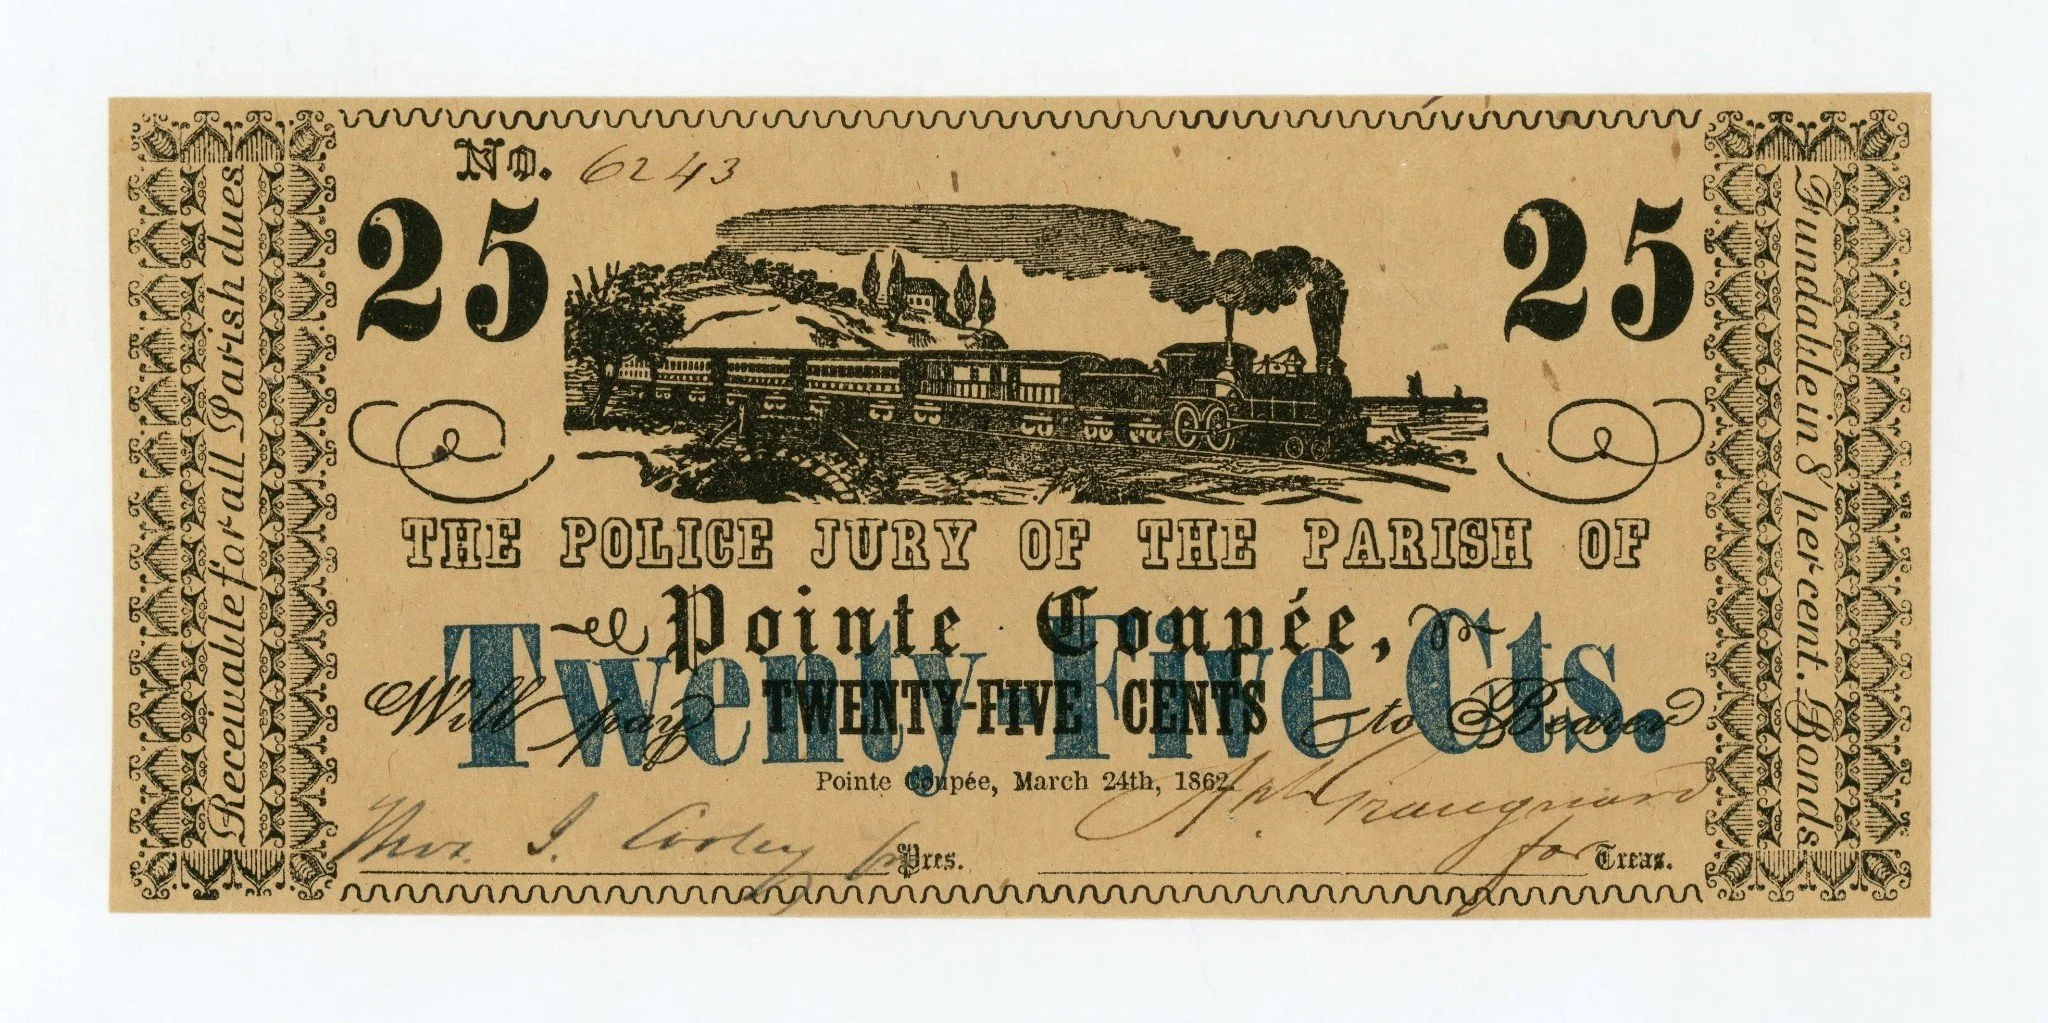 No. 6243
25
25
Receivable for all Parish dues
Fundable in 8 per cent. Bonds
THE POLICE JURY OF THE PARISH OF
Pointe Coupée,
Twenty-Five Cts.
Will pay TWENTY-FIVE CENTS to Bearer
Pointe Coupée, March 24th, 1862.
Thos. J. Cooley Pres.
for Treas.